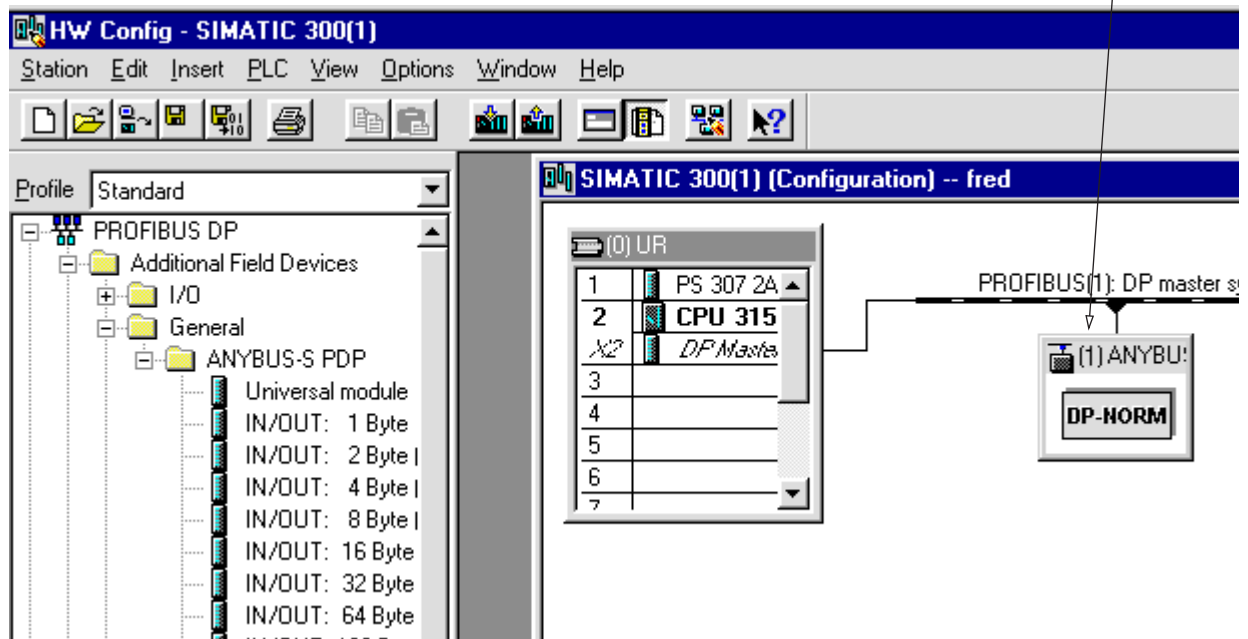 HW Config - SIMATIC 300(1)
Station Edit Insert PLC View Options Window Help
Profile Standard
PROFIBUS DP
Additional Field Devices
I/O
General
ANYBUS-S PDP
Universal module
IN/OUT: 1 Byte
IN/OUT: 2 Byte
IN/OUT: 4 Byte
IN/OUT: 8 Byte
IN/OUT: 16 Byte
IN/OUT: 32 Byte
IN/OUT: 64 Byte
SIMATIC 300(1) (Configuration) -- fred
(0) UR
1 PS 307 2A
2 CPU 315
X2 DP Maste
3
4
5
6
7
PROFIBUS(1): DP master sy
(1) ANYBUS
DP-NORM